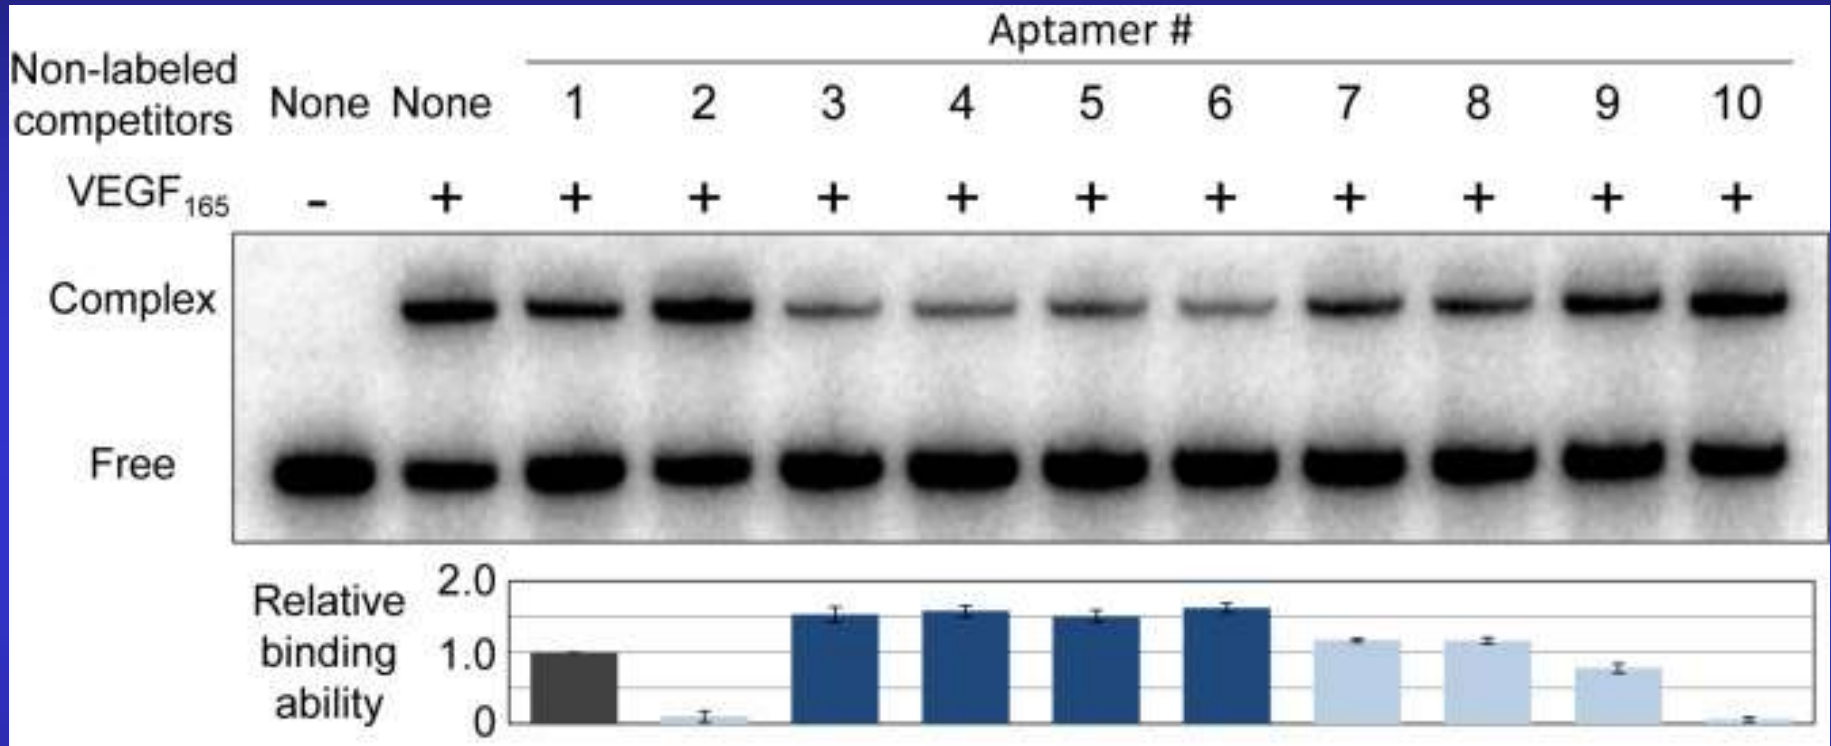 Aptamer #
Non-labeled
competitors
None None 1 2 3 4 5 6 7 8 9 10
VEGF165 - + + + + + + + + + + +
Complex
Free
Relative
binding
ability
2.0
1.0
0